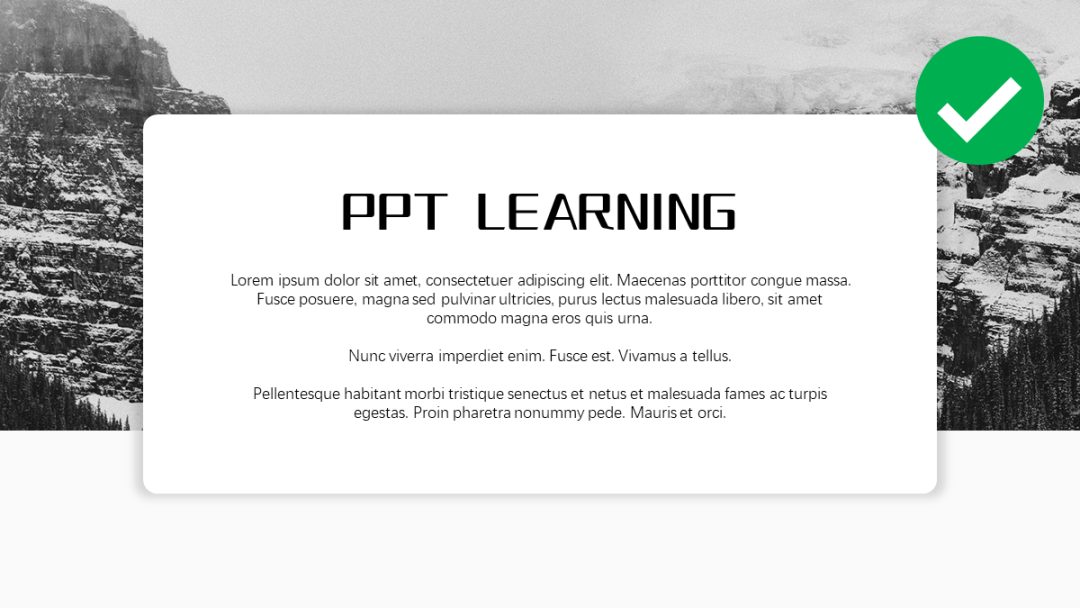 PPT LEARNING
Lorem ipsum dolor sit amet, consectetuer adipiscing elit. Maecenas porttitor congue massa.
Fusce posuere, magna sed pulvinar ultricies, purus lectus malesuada libero, sit amet
commodo magna eros quis urna.
Nunc viverra imperdiet enim. Fusce est. Vivamus a tellus.
Pellentesque habitant morbi tristique senectus et netus et malesuada fames ac turpis
egestas. Proin pharetra nonummy pede. Mauris et orci.